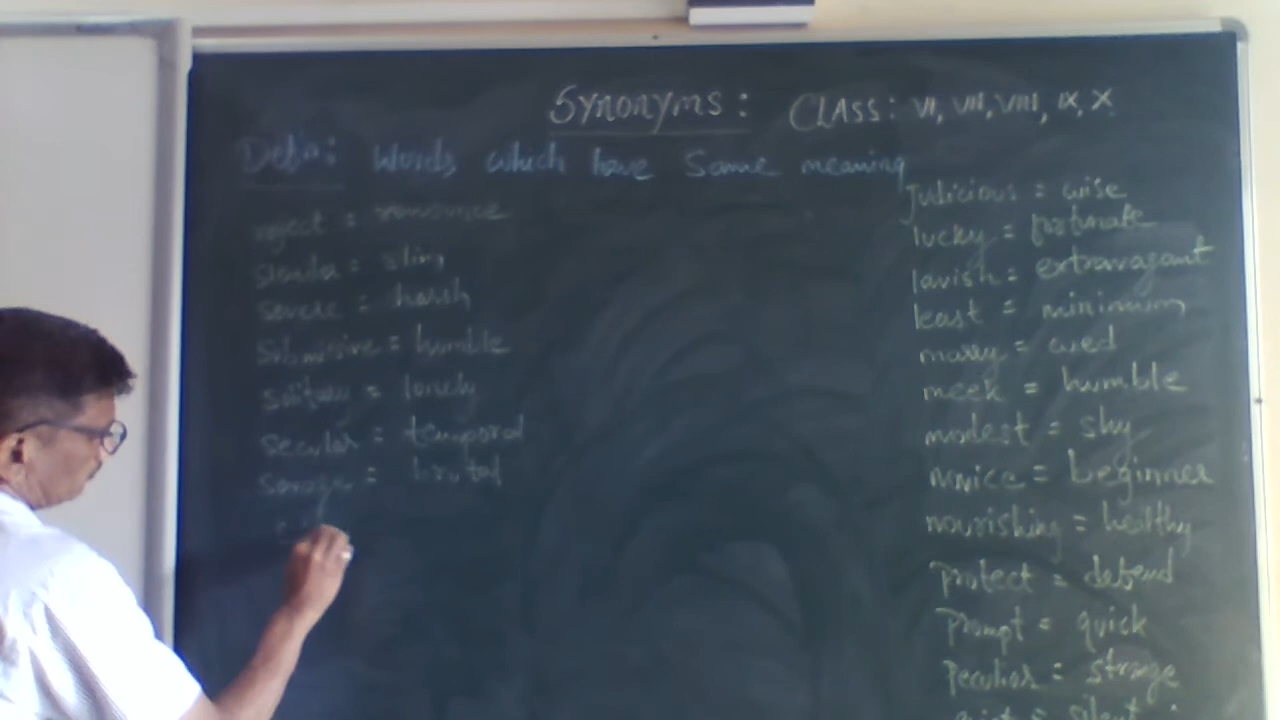 Synonyms: CLASS: VI, VII, VIII, IX, X
Defn: Words which have same meaning
reject = renounce
slender = slim
severe = harsh
Submissive = humble
solitary = lonely
secular = temporal
savage = brutal
judicious = wise
lucky = fortunate
lavish = extravagant
least = minimum
marry = wed
meek = humble
modest = shy
novice = beginner
nourishing = healthy
Protect = defend
Prompt = quick
Peculiar = strange
quiet = silent